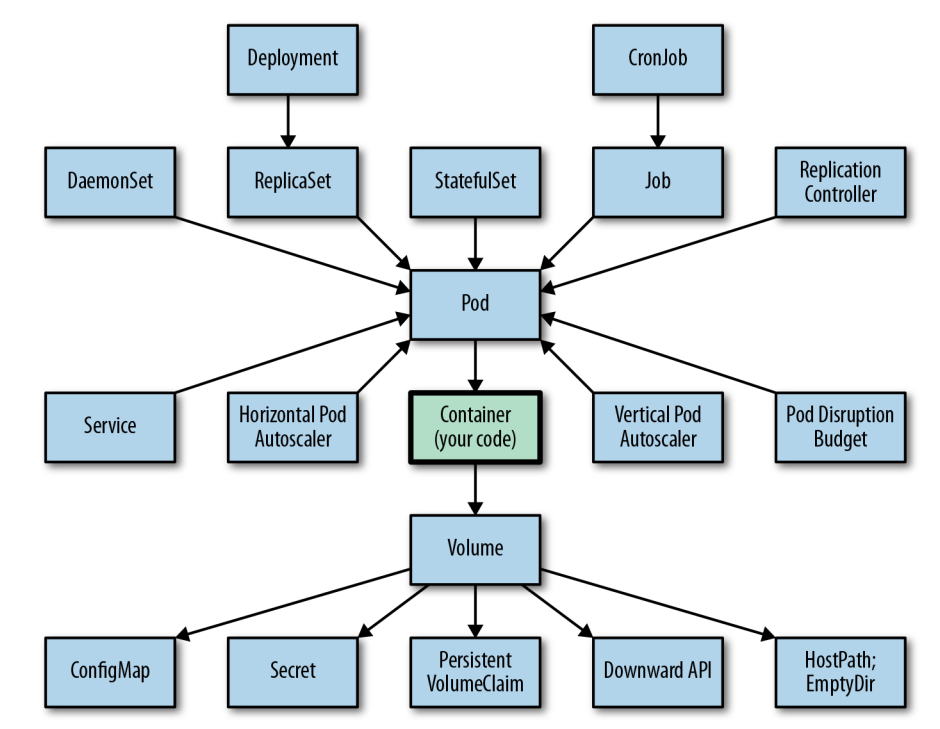 Deployment
CronJob
DaemonSet
ReplicaSet
StatefulSet
Job
Replication
Controller
Pod
Service
Horizontal Pod
Autoscaler
Container
(your code)
Vertical Pod
Autoscaler
Pod Disruption
Budget
Volume
ConfigMap
Secret
Persistent
VolumeClaim
Downward API
HostPath;
EmptyDir